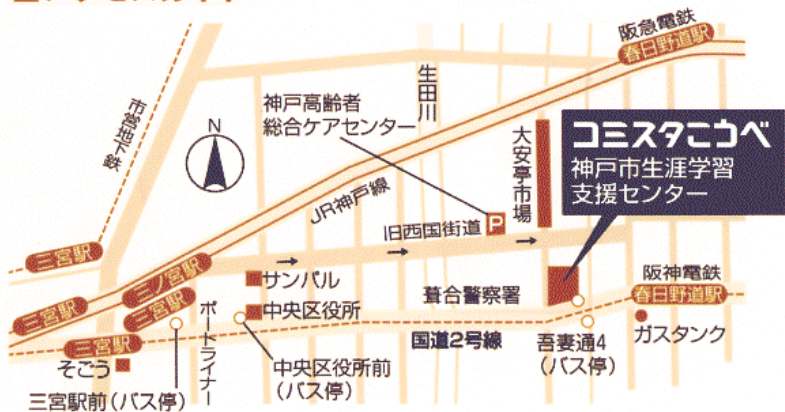 阪急電鉄
春日野道駅
生田川
市営地下鉄
神戸高齢者
総合ケアセンター
N
大安亭市場
コミスタこうべ
神戸市生涯学習
支援センター
JR神戸線
P
旧西国街道
三宮駅
三ノ宮駅
サンパル
葺合警察署
阪神電鉄
春日野道駅
三宮駅
三宮駅
ポートライナー
中央区役所
国道2号線
ガスタンク
三宮駅
そごう
中央区役所前
(バス停)
吾妻通4
(バス停)
三宮駅前(バス停)